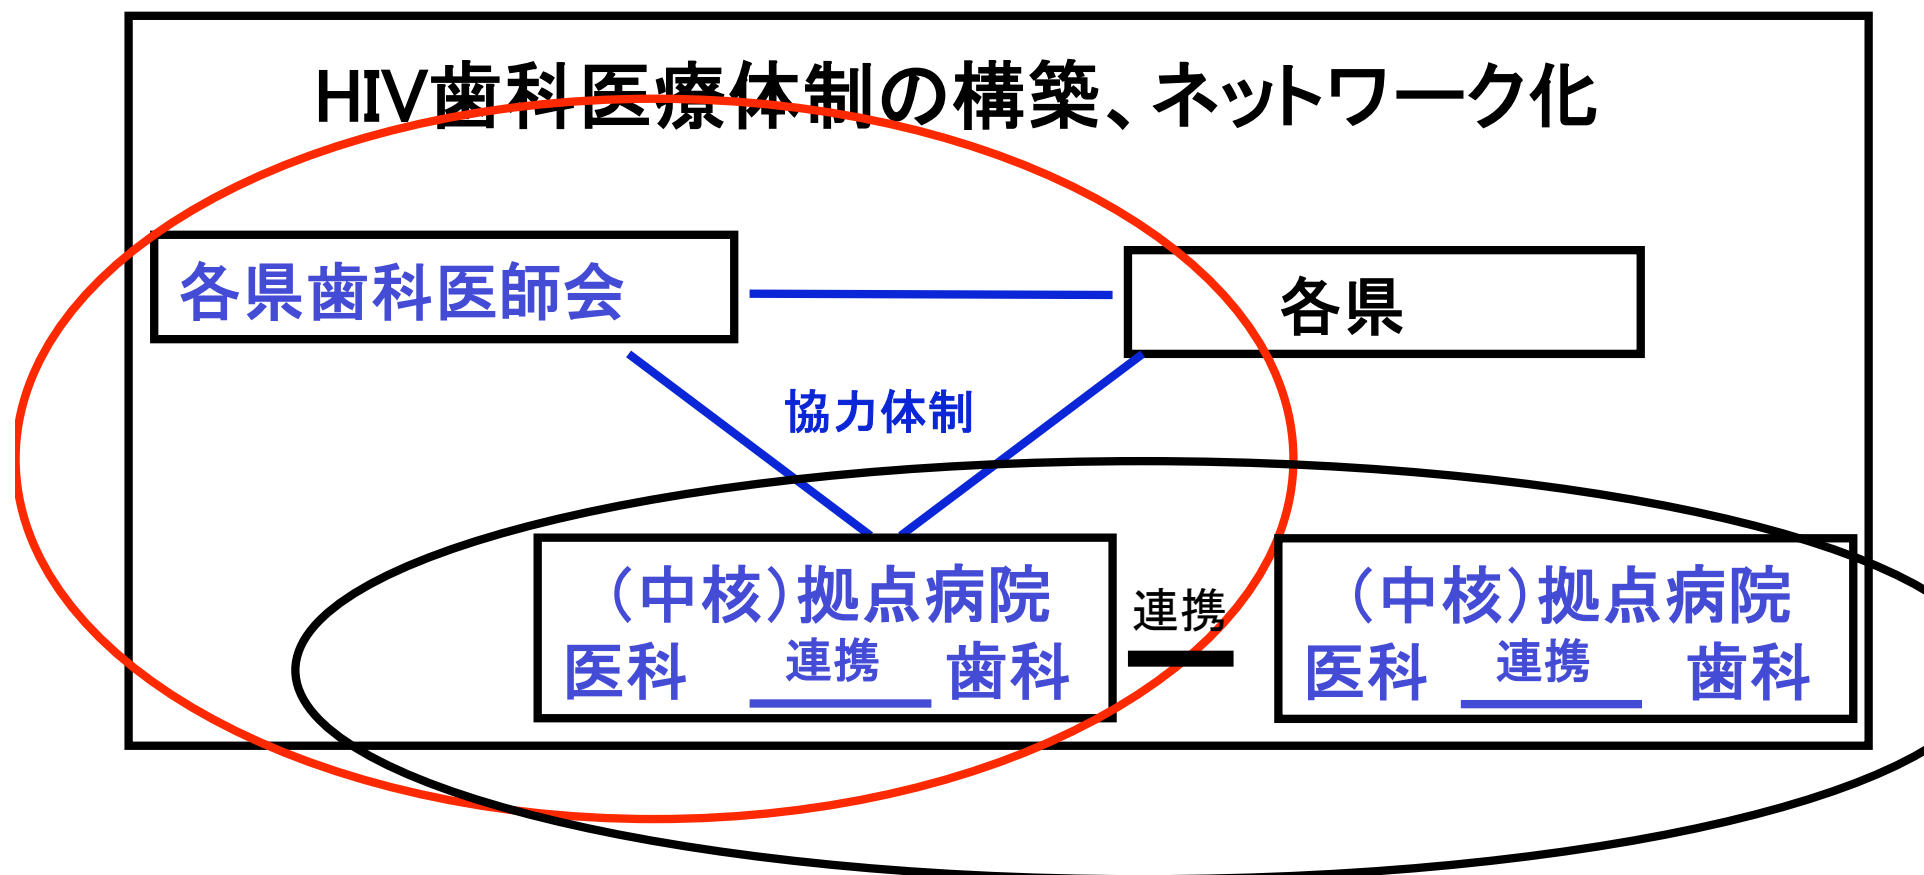 HIV歯科医療体制の構築、ネットワーク化
各県歯科医師会
各県
協力体制
（中核）拠点病院
医科 連携 歯科
連携
（中核）拠点病院
医科 連携 歯科